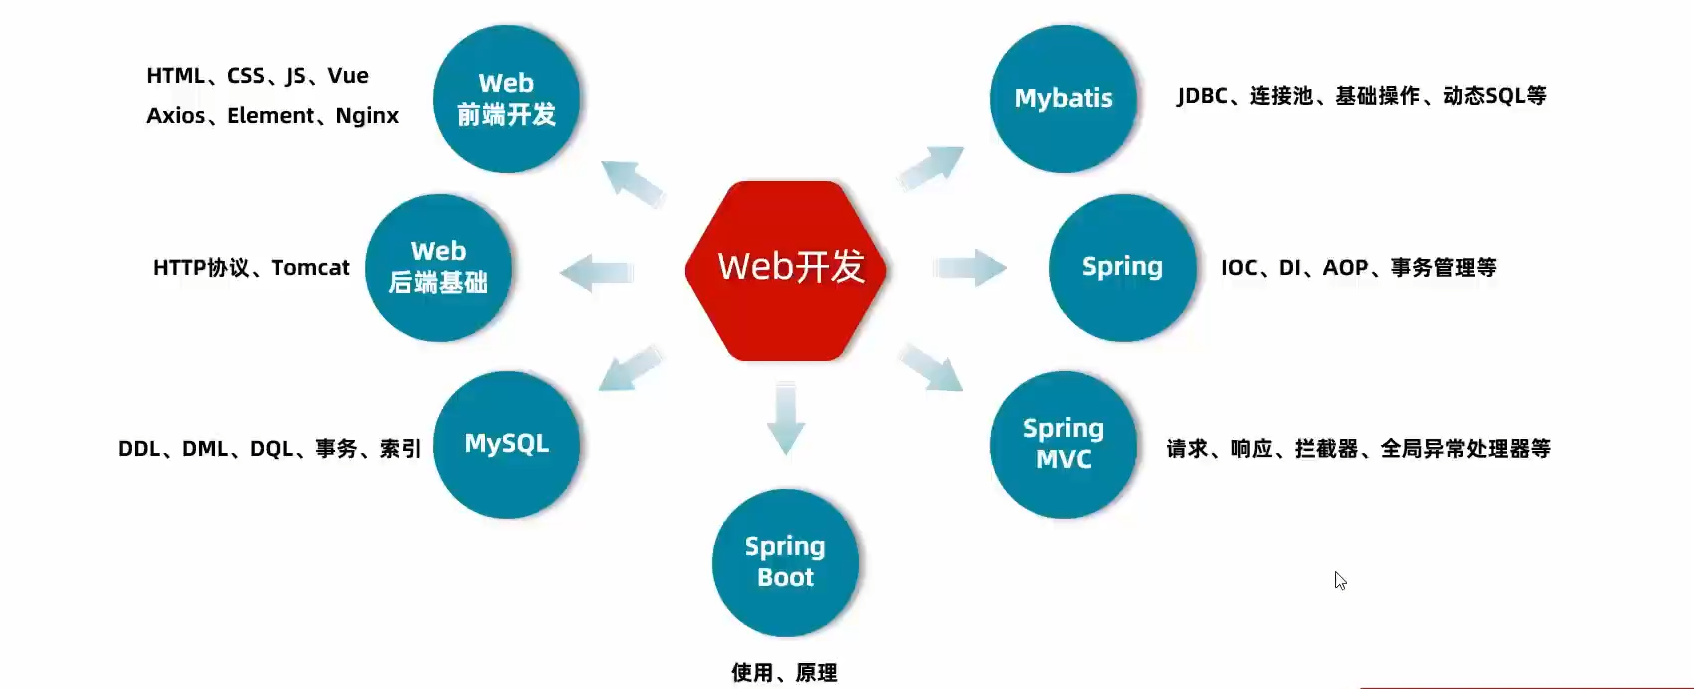 HTML、CSS、JS、Vue
Axios、Element、Nginx
Web
前端开发
Mybatis
JDBC、连接池、基础操作、动态SQL等
HTTP协议、Tomcat
Web
后端基础
Web开发
Spring
IOC、DI、AOP、事务管理等
DDL、DML、DQL、事务、索引
MySQL
Spring
MVC
请求、响应、拦截器、全局异常处理器等
Spring
Boot
使用、原理